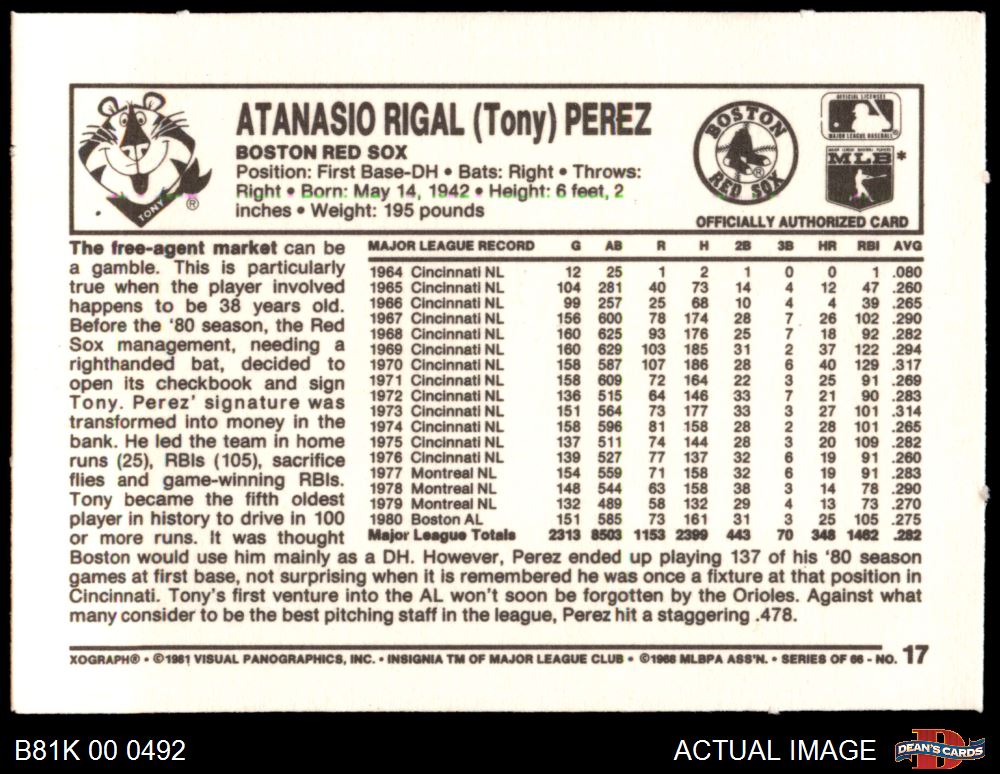 ATANASIO RIGAL (Tony) PEREZ
BOSTON RED SOX
Position: First Base-DH • Bats: Right • Throws:
Right • Born: May 14, 1942 • Height: 6 feet, 2
inches • Weight: 195 pounds
TONY
®
BOSTON
RED SOX
®
OFFICIAL LICENSEE
MAJOR LEAGUE BASEBALL®
MAJOR LEAGUE BASEBALL PLAYERS
MLB *
OFFICIALLY AUTHORIZED CARD
The free-agent market can be
a gamble. This is particularly
true when the player involved
happens to be 38 years old.
Before the '80 season, the Red
Sox management, needing a
righthanded bat, decided to
open its checkbook and sign
Tony. Perez' signature was
transformed into money in the
bank. He led the team in home
runs (25), RBIs (105), sacrifice
flies and game-winning RBIs.
Tony became the fifth oldest
player in history to drive in 100
or more runs. It was thought
MAJOR LEAGUE RECORD G AB R H 2B 3B HR RBI AVG
1964 Cincinnati NL 12 25 1 2 1 0 0 1 .080
1965 Cincinnati NL 104 281 40 73 14 4 12 47 .260
1966 Cincinnati NL 99 257 25 68 10 4 4 39 .265
1967 Cincinnati NL 156 600 78 174 28 7 26 102 .290
1968 Cincinnati NL 160 625 93 176 25 7 18 92 .282
1969 Cincinnati NL 160 629 103 185 31 2 37 122 .294
1970 Cincinnati NL 158 587 107 186 28 6 40 129 .317
1971 Cincinnati NL 158 609 72 164 22 3 25 91 .269
1972 Cincinnati NL 136 515 64 146 33 7 21 90 .283
1973 Cincinnati NL 151 564 73 177 33 3 27 101 .314
1974 Cincinnati NL 158 596 81 158 28 2 28 101 .265
1975 Cincinnati NL 137 511 74 144 28 3 20 109 .282
1976 Cincinnati NL 139 527 77 137 32 6 19 91 .260
1977 Montreal NL 154 559 71 158 32 6 19 91 .283
1978 Montreal NL 148 544 63 158 38 3 14 78 .290
1979 Montreal NL 132 489 58 132 29 4 13 73 .270
1980 Boston AL 151 585 73 161 31 3 25 105 .275
Major League Totals 2313 8503 1153 2399 443 70 348 1462 .282
Boston would use him mainly as a DH. However, Perez ended up playing 137 of his '80 season
games at first base, not surprising when it is remembered he was once a fixture at that position in
Cincinnati. Tony's first venture into the AL won't soon be forgotten by the Orioles. Against what
many consider to be the best pitching staff in the league, Perez hit a staggering .478.
XOGRAPH® • ©1981 VISUAL PANOGRAPHICS, INC. • INSIGNIA TM OF MAJOR LEAGUE CLUB • ©1968 MLBPA ASS'N. • SERIES OF 66 - NO. 17
B81K 00 0492
ACTUAL IMAGE
DEAN'S CARDS